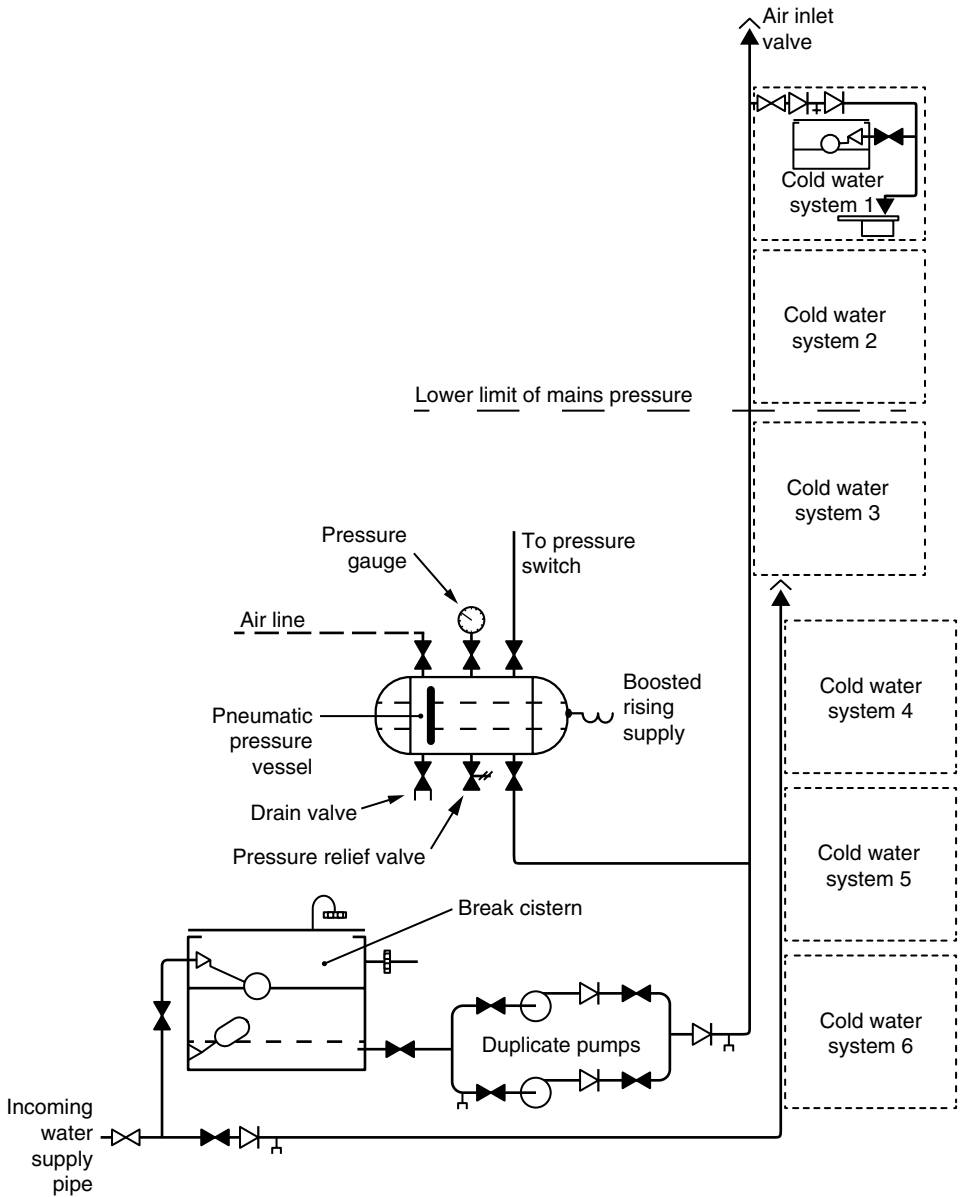 Air inlet
valve
Cold water
system 1
Cold water
system 2
Lower limit of mains pressure
Cold water
system 3
Pressure
gauge
To pressure
switch
Air line
Boosted
rising
supply
Pneumatic
pressure
vessel
Cold water
system 4
Drain valve
Pressure relief valve
Cold water
system 5
Break cistern
Duplicate pumps
Cold water
system 6
Incoming
water
supply
pipe